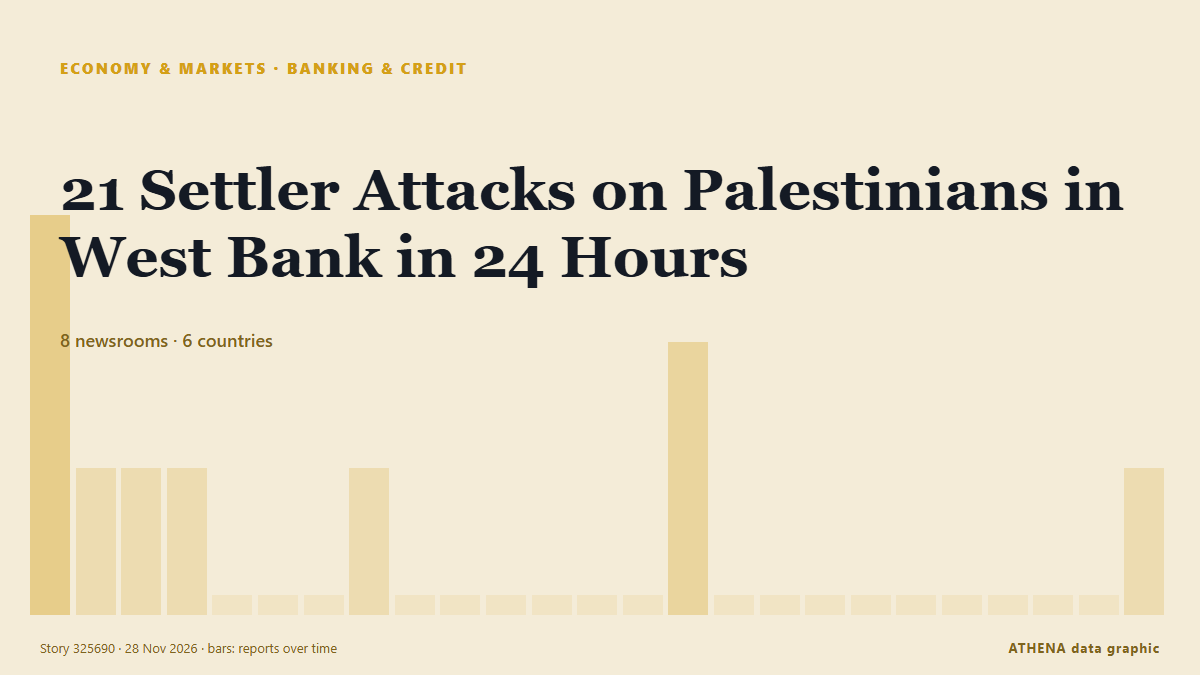 ECONOMY & MARKETS · BANKING & CREDIT
21 Settler Attacks on Palestinians in
West Bank in 24 Hours
8 newsrooms · 6 countries
Story 325690 · 28 Nov 2026 · bars: reports over time
ATHENA data graphic